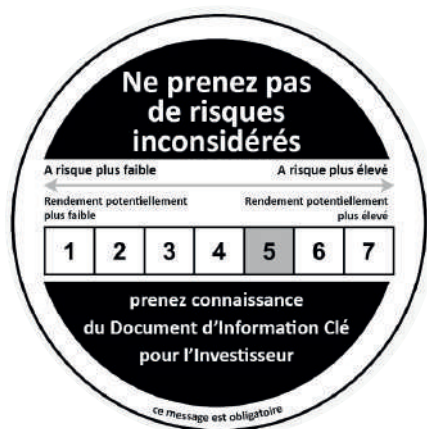 Ne prenez pas
de risques
inconsidérés
A risque plus faible A risque plus élevé
Rendement potentiellement Rendement potentiellement
plus faible plus élevé
1 2 3 4 5 6 7
prenez connaissance
du Document d'Information Clé
pour l'Investisseur
ce message est obligatoire